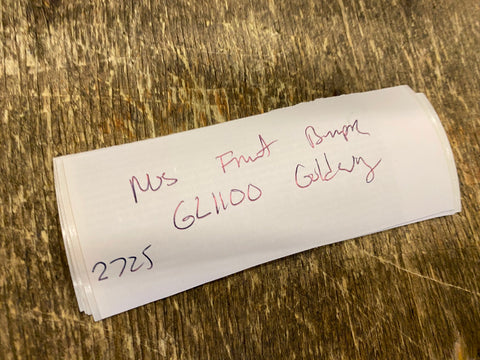 NOS Front Bumper
GL1100 Goldwing
2725